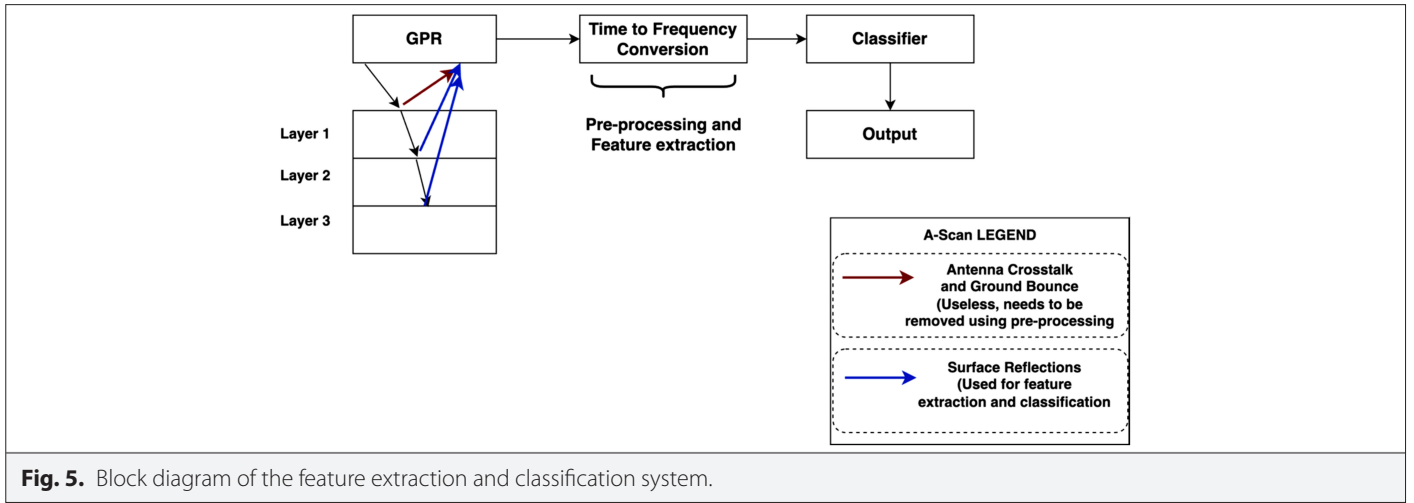 GPR
Time to Frequency
Conversion
Classifier
Pre-processing and
Feature extraction
Output
Layer 1
Layer 2
Layer 3
A-Scan LEGEND
Antenna Crosstalk
and Ground Bounce
(Useless, needs to be
removed using pre-processing
Surface Reflections
(Used for feature
extraction and classification
Fig. 5. Block diagram of the feature extraction and classification system.